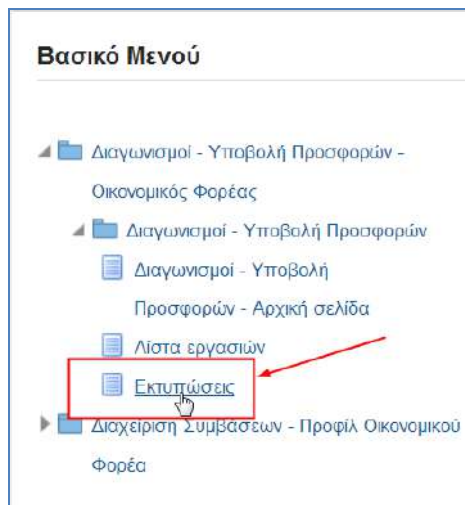 Βασικό Μενού
Διαγωνισμοί - Υποβολή Προσφορών -
Οικονομικός Φορέας
Διαγωνισμοί - Υποβολή Προσφορών
Διαγωνισμοί - Υποβολή
Προσφορών - Αρχική σελίδα
Λίστα εργασιών
Εκτυπώσεις
Διαχείριση Συμβάσεων - Προφίλ Οικονομικού
Φορέα